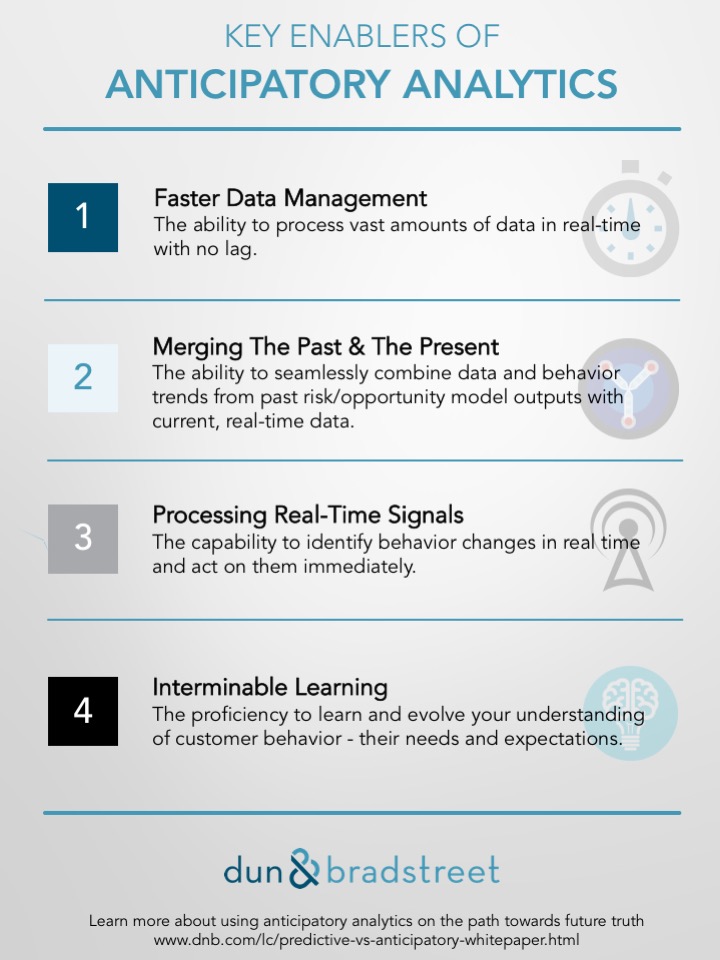 KEY ENABLERS OF
ANTICIPATORY ANALYTICS
1
Faster Data Management
The ability to process vast amounts of data in real-time
with no lag.
2
Merging The Past & The Present
The ability to seamlessly combine data and behavior
trends from past risk/opportunity model outputs with
current, real-time data.
3
Processing Real-Time Signals
The capability to identify behavior changes in real time
and act on them immediately.
4
Interminable Learning
The proficiency to learn and evolve your understanding
of customer behavior - their needs and expectations.
dun & bradstreet
Learn more about using anticipatory analytics on the path towards future truth
www.dnb.com/lc/predictive-vs-anticipatory-whitepaper.html